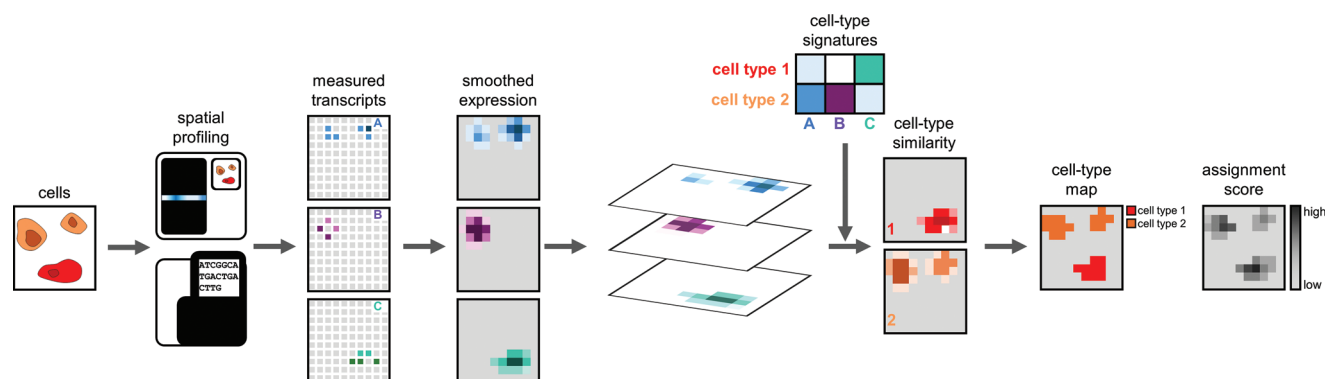 cells
spatial
profiling
ATCGGCA
TGACTGA
CTTG
measured
transcripts
A
B
C
smoothed
expression
cell-type
signatures
cell type 1
cell type 2
A B C
cell-type
similarity
1
2
cell-type
map
cell type 1
cell type 2
assignment
score
high
low